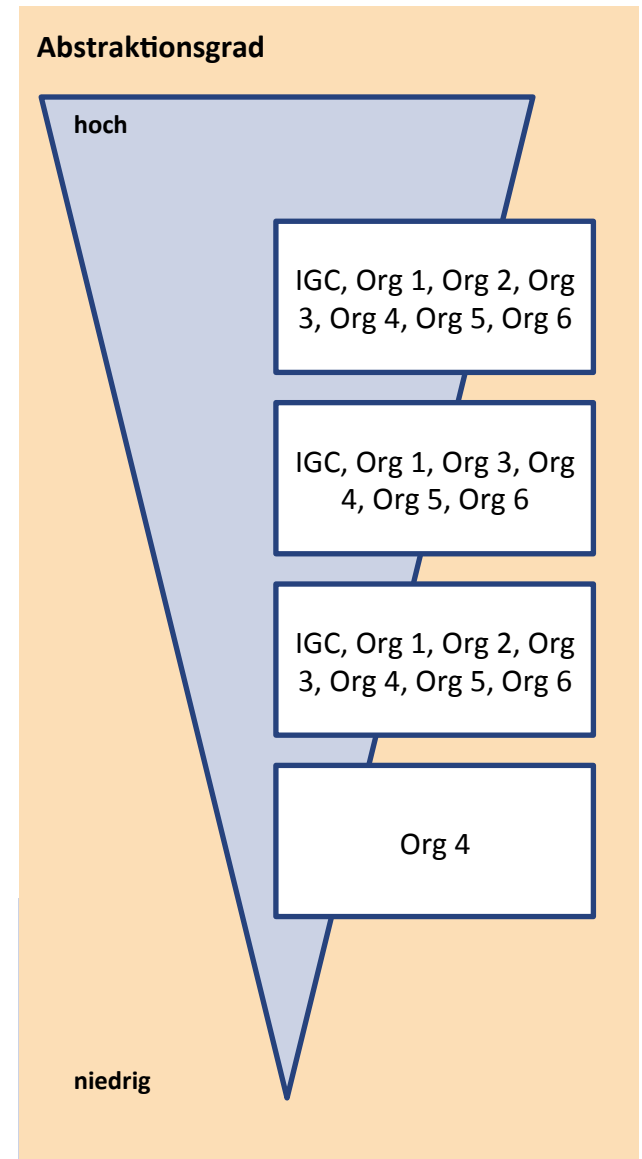 Abstraktionsgrad
hoch
IGC, Org 1, Org 2, Org
3, Org 4, Org 5, Org 6
IGC, Org 1, Org 3, Org
4, Org 5, Org 6
IGC, Org 1, Org 2, Org
3, Org 4, Org 5, Org 6
Org 4
niedrig